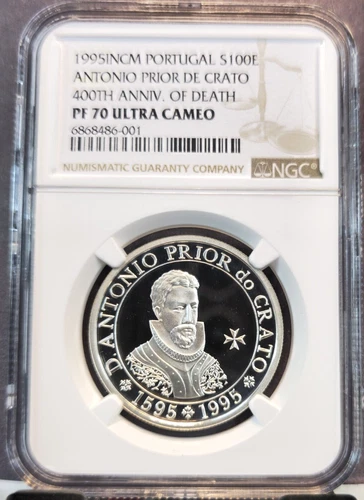 1995INCM PORTUGAL S100E
ANTONIO PRIOR DE CRATO
400TH ANNIV. OF DEATH
PF 70 ULTRA CAMEO
6868486-001
NUMISMATIC GUARANTY COMPANY
NGC
D. ANTONIO PRIOR do CRATO
1595 1995